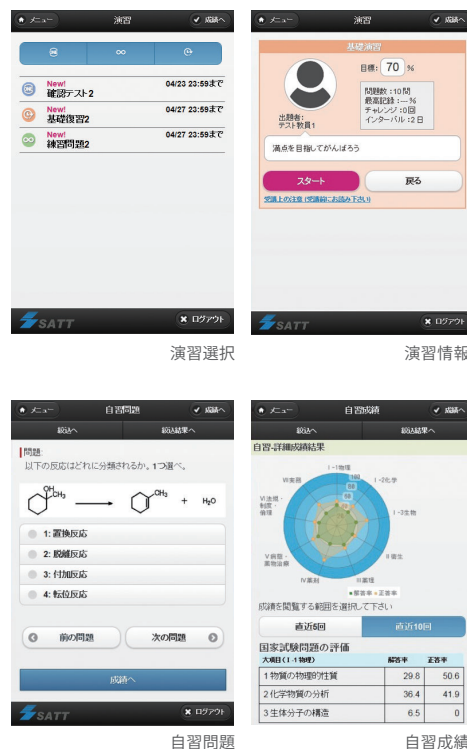 メニュー 演習 成績へ
New!
確認テスト2 04/23 23:59まで
New!
基礎復習2 04/27 23:59まで
New!
練習問題2 04/27 23:59まで
SATT ログアウト
演習選択
メニュー 演習 成績へ
基礎演習
目標: 70 %
問題数:10問
最高記録:---%
チャレンジ:0回
インターバル:2日
出題者:
テスト教員1
満点を目指してがんばろう
スタート 戻る
受講上の注意(受講前にお読み下さい)
SATT ログアウト
演習情報
メニュー 自習問題 成績へ
絞込へ 絞込結果へ
問題:
以下の反応はどれに分類されるか。1つ選べ。
OH
CH₃ CH₃ + H₂O
1: 置換反応
2: 脱離反応
3: 付加反応
4: 転位反応
前の問題 次の問題
成績へ
SATT ログアウト
自習問題
メニュー 自習成績 成績へ
絞込へ 絞込結果へ
自習-詳細成績結果
I-1物理
I-2化学
I-3生物
II衛生
III薬理
IV薬剤
V病態・
薬物治療
VI法規・
制度・
倫理
VII実務
解答率 正答率
成績を閲覧する範囲を選択して下さい
直近5回 直近10回
国家試験問題の評価
大項目(I-1物理) 解答率 正答率
1物質の物理的性質 29.8 50.6
2化学物質の分析 36.4 41.9
3生体分子の構造 6.5 0
自習成績